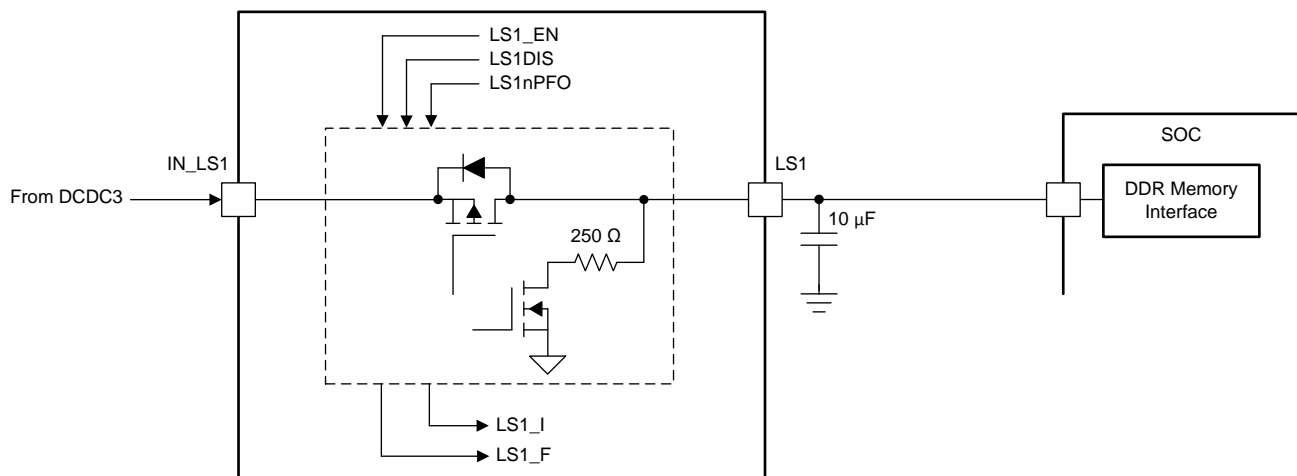 LS1_EN
LS1DIS
LS1nPFO
SOC
IN_LS1
LS1
From DCDC3
DDR Memory
Interface
10 µF
250 Ω
LS1_I
LS1_F